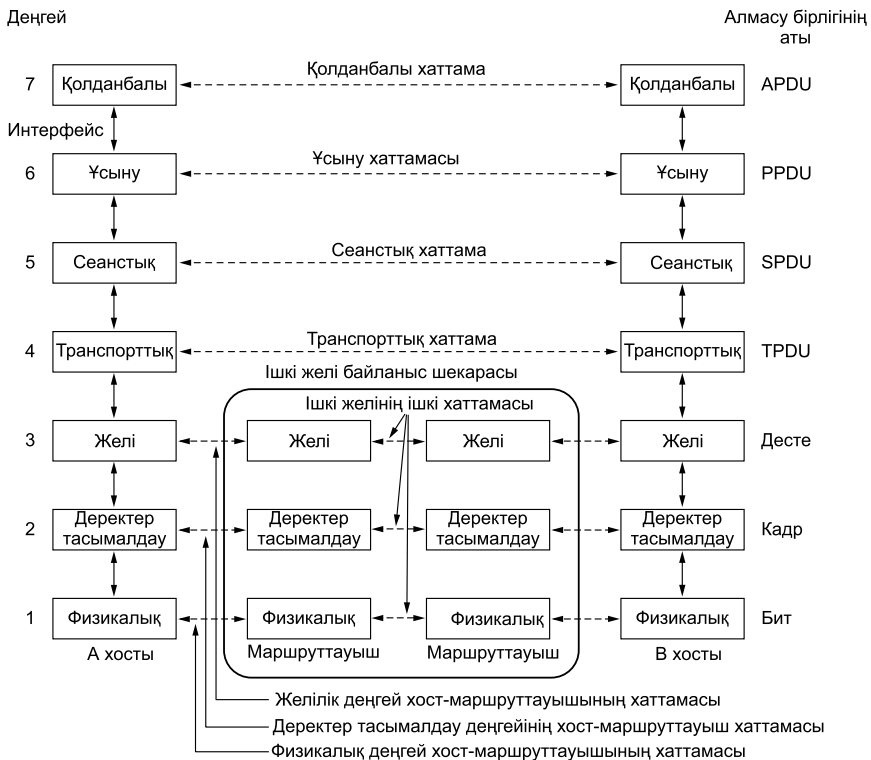 Деңгей
Алмасу бірлігінің
аты
7 Қолданбалы Қолданбалы хаттама Қолданбалы APDU
Интерфейс
6 Ұсыну Ұсыну хаттамасы Ұсыну PPDU
5 Сеанстық Сеанстық хаттама Сеанстық SPDU
4 Транспорттық Транспорттық хаттама Транспорттық TPDU
Ішкі желі байланыс шекарасы
Ішкі желінің ішкі хаттамасы
3 Желі Желі Желі Желі Десте
2 Деректер тасымалдау Деректер тасымалдау Деректер тасымалдау Деректер тасымалдау Кадр
1 Физикалық Физикалық Физикалық Физикалық Бит
А хосты Маршруттауыш Маршруттауыш В хосты
Желілік деңгей хост-маршруттауышының хаттамасы
Деректер тасымалдау деңгейінің хост-маршруттауыш хаттамасы
Физикалық деңгей хост-маршруттауышының хаттамасы